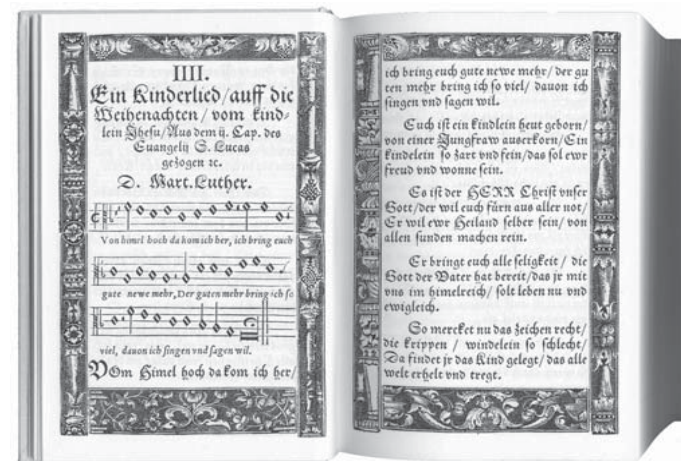 IIII.
Ein Kinderlied/auff die
Weihenachten/ vom kind-
lein Jhesu/Aus dem ij. Cap. des
Euangelij S. Lucas
gezogen ꝛc.
D. Mart. Luther.
Von himel hoch da kom ich her, ich bring euch
gute newe mehr, Der guten mehr bring ich so
viel, dauon ich singen vnd sagen wil.
VOm Himel hoch da kom ich her/
ich bring euch gute newe mehr/ der gu
ten mehr bring ich so viel/ dauon ich
singen vnd sagen wil.
Euch ist ein kindlein heut geborn/
von einer Jungfraw auserkorn/Ein
kindelein so zart vnd fein/das sol ewr
freud vnd wonne sein.
Es ist der HERR Christ vnser
Gott/der wil euch fürn aus aller not/
Er wil ewr Heiland selber sein/ von
allen sunden machen rein.
Er bringt euch alle seligkeit / die
Gott der Vater hat bereit/das jr mit
vns im himelreich/ solt leben nu vnd
ewigleich.
So mercket nu das zeichen recht/
die krippen / windelein so schlecht/
Da findet jr das Kind gelegt/ das alle
welt erhelt vnd tregt.